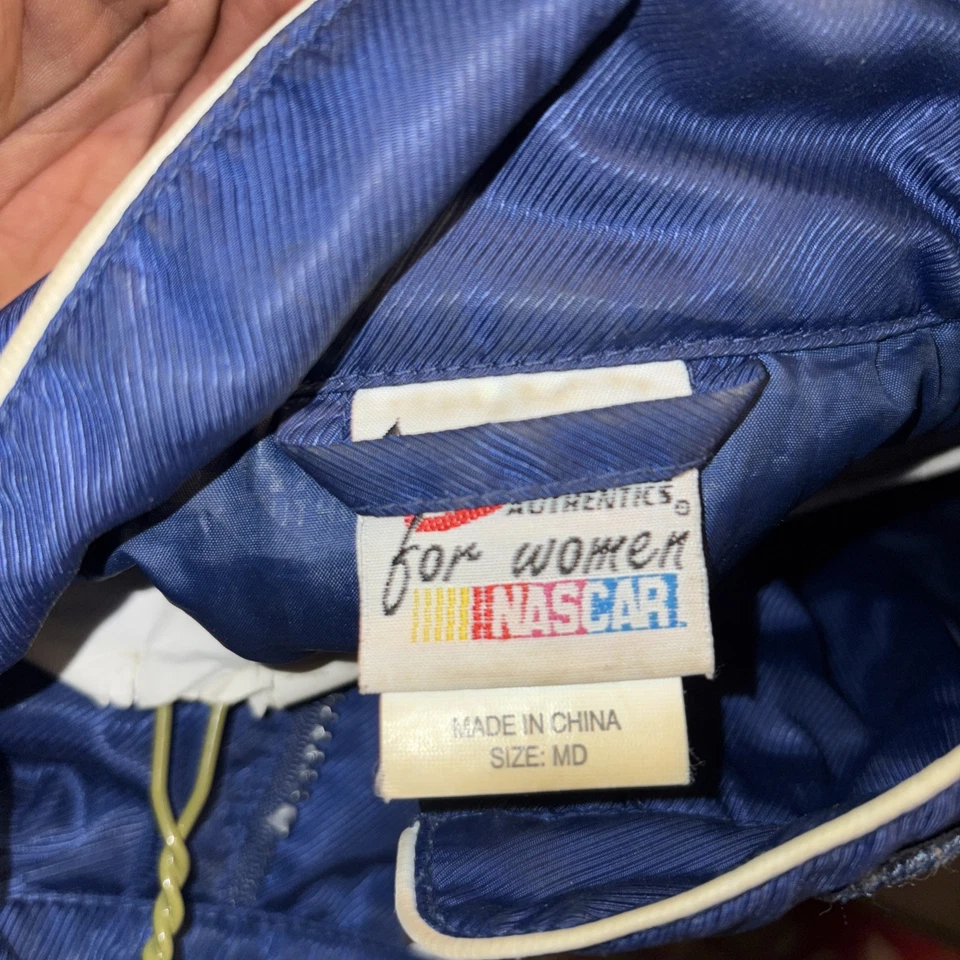 AUTHENTICS
for women
NASCAR
MADE IN CHINA
SIZE: MD